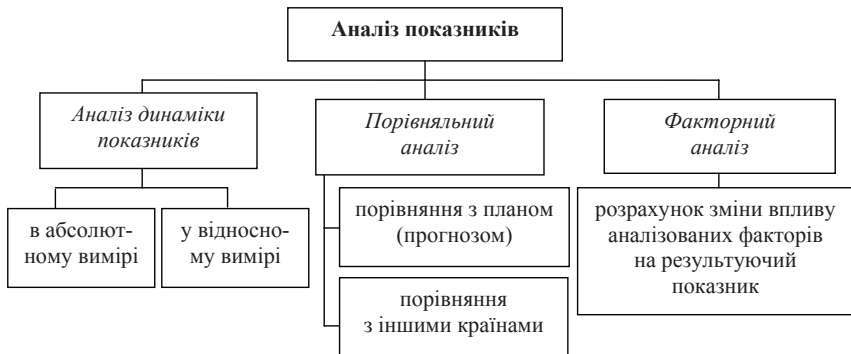 Аналіз показників
Аналіз динаміки
показників
Порівняльний
аналіз
Факторний
аналіз
в абсолют-
ному вимірі
у відносно-
му вимірі
порівняння з планом
(прогнозом)
порівняння
з іншими країнами
розрахунок зміни впливу
аналізованих факторів
на результуючий
показник